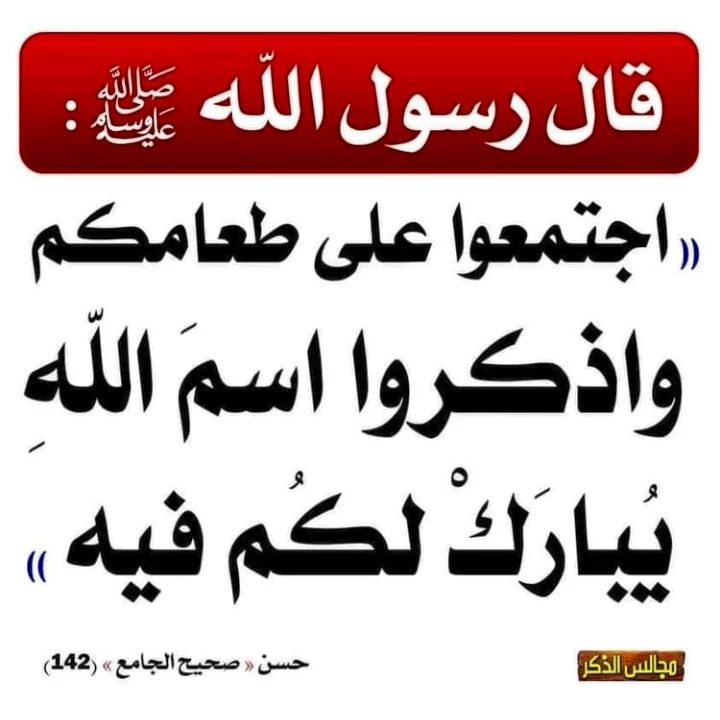 قال رسول الله ﷺ :
(( اجتمعوا على طعامكم
واذكروا اسمَ اللّهِ
يُبارَكْ لكُم فيه ))
حسن « صحيح الجامع » (142)
مجالس الذكر